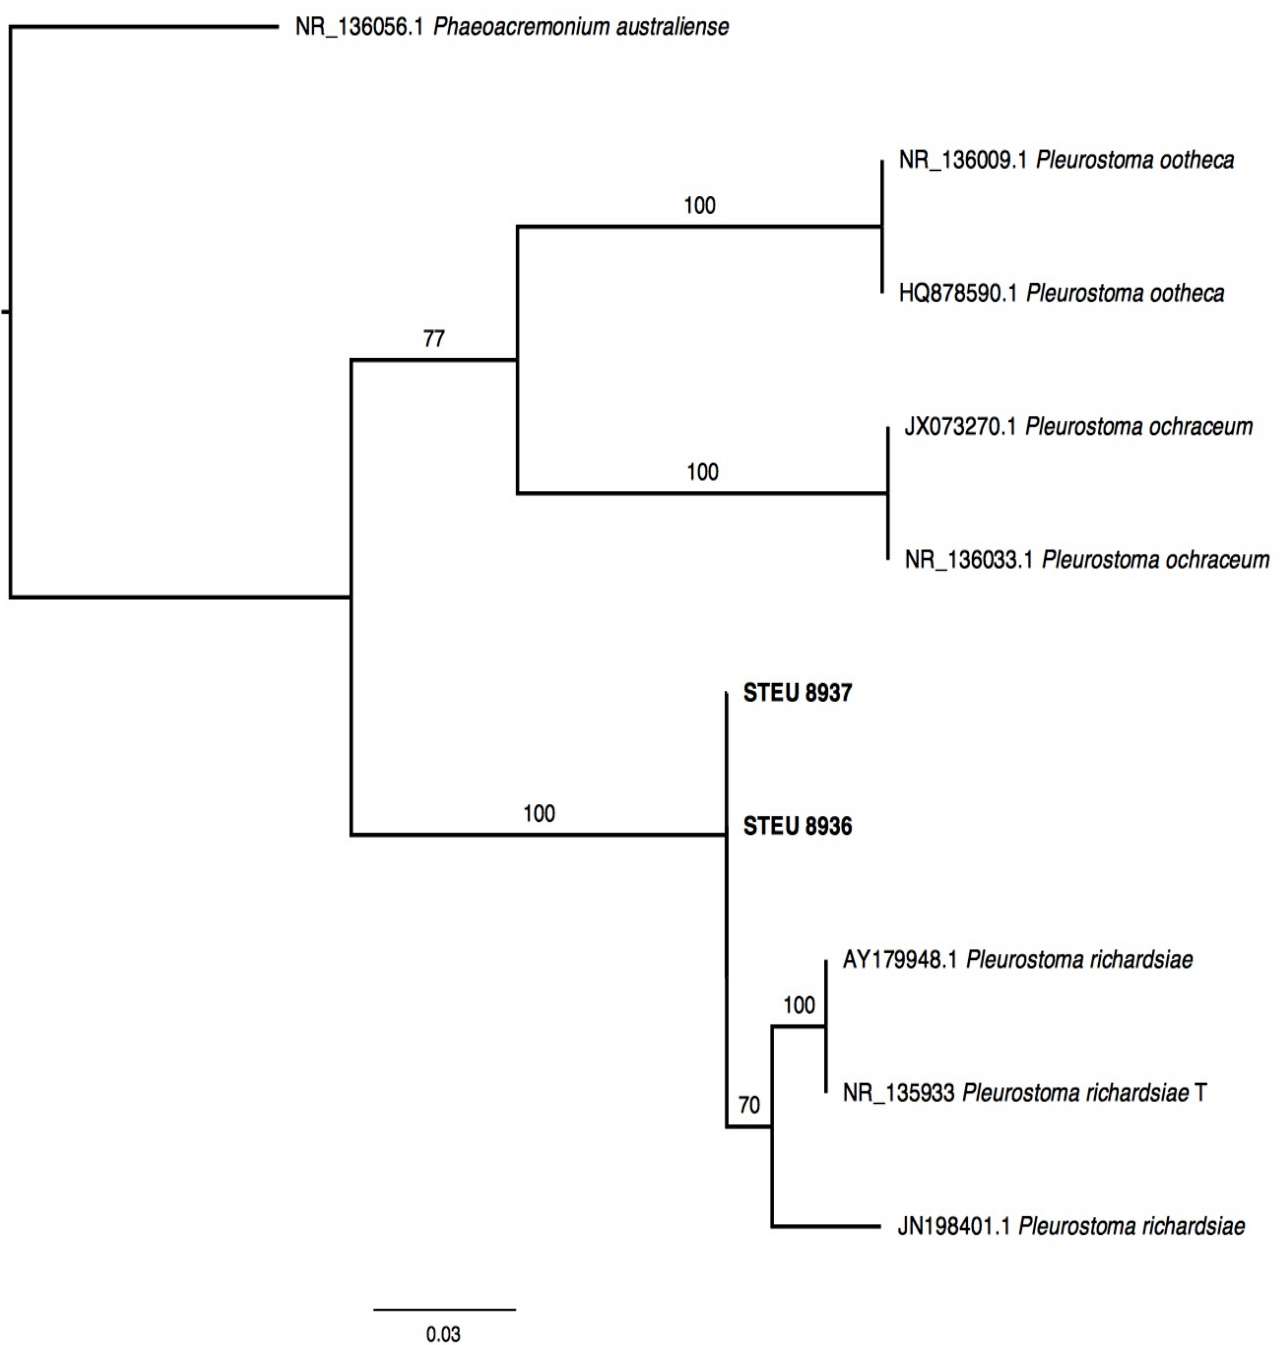 NR_136056.1 Phaeoacremonium australiense
NR_136009.1 Pleurostoma ootheca
100
HQ878590.1 Pleurostoma ootheca
77
JX073270.1 Pleurostoma ochraceum
100
NR_136033.1 Pleurostoma ochraceum
STEU 8937
100
STEU 8936
AY179948.1 Pleurostoma richardsiae
100
NR_135933 Pleurostoma richardsiae T
70
JN198401.1 Pleurostoma richardsiae
0.03